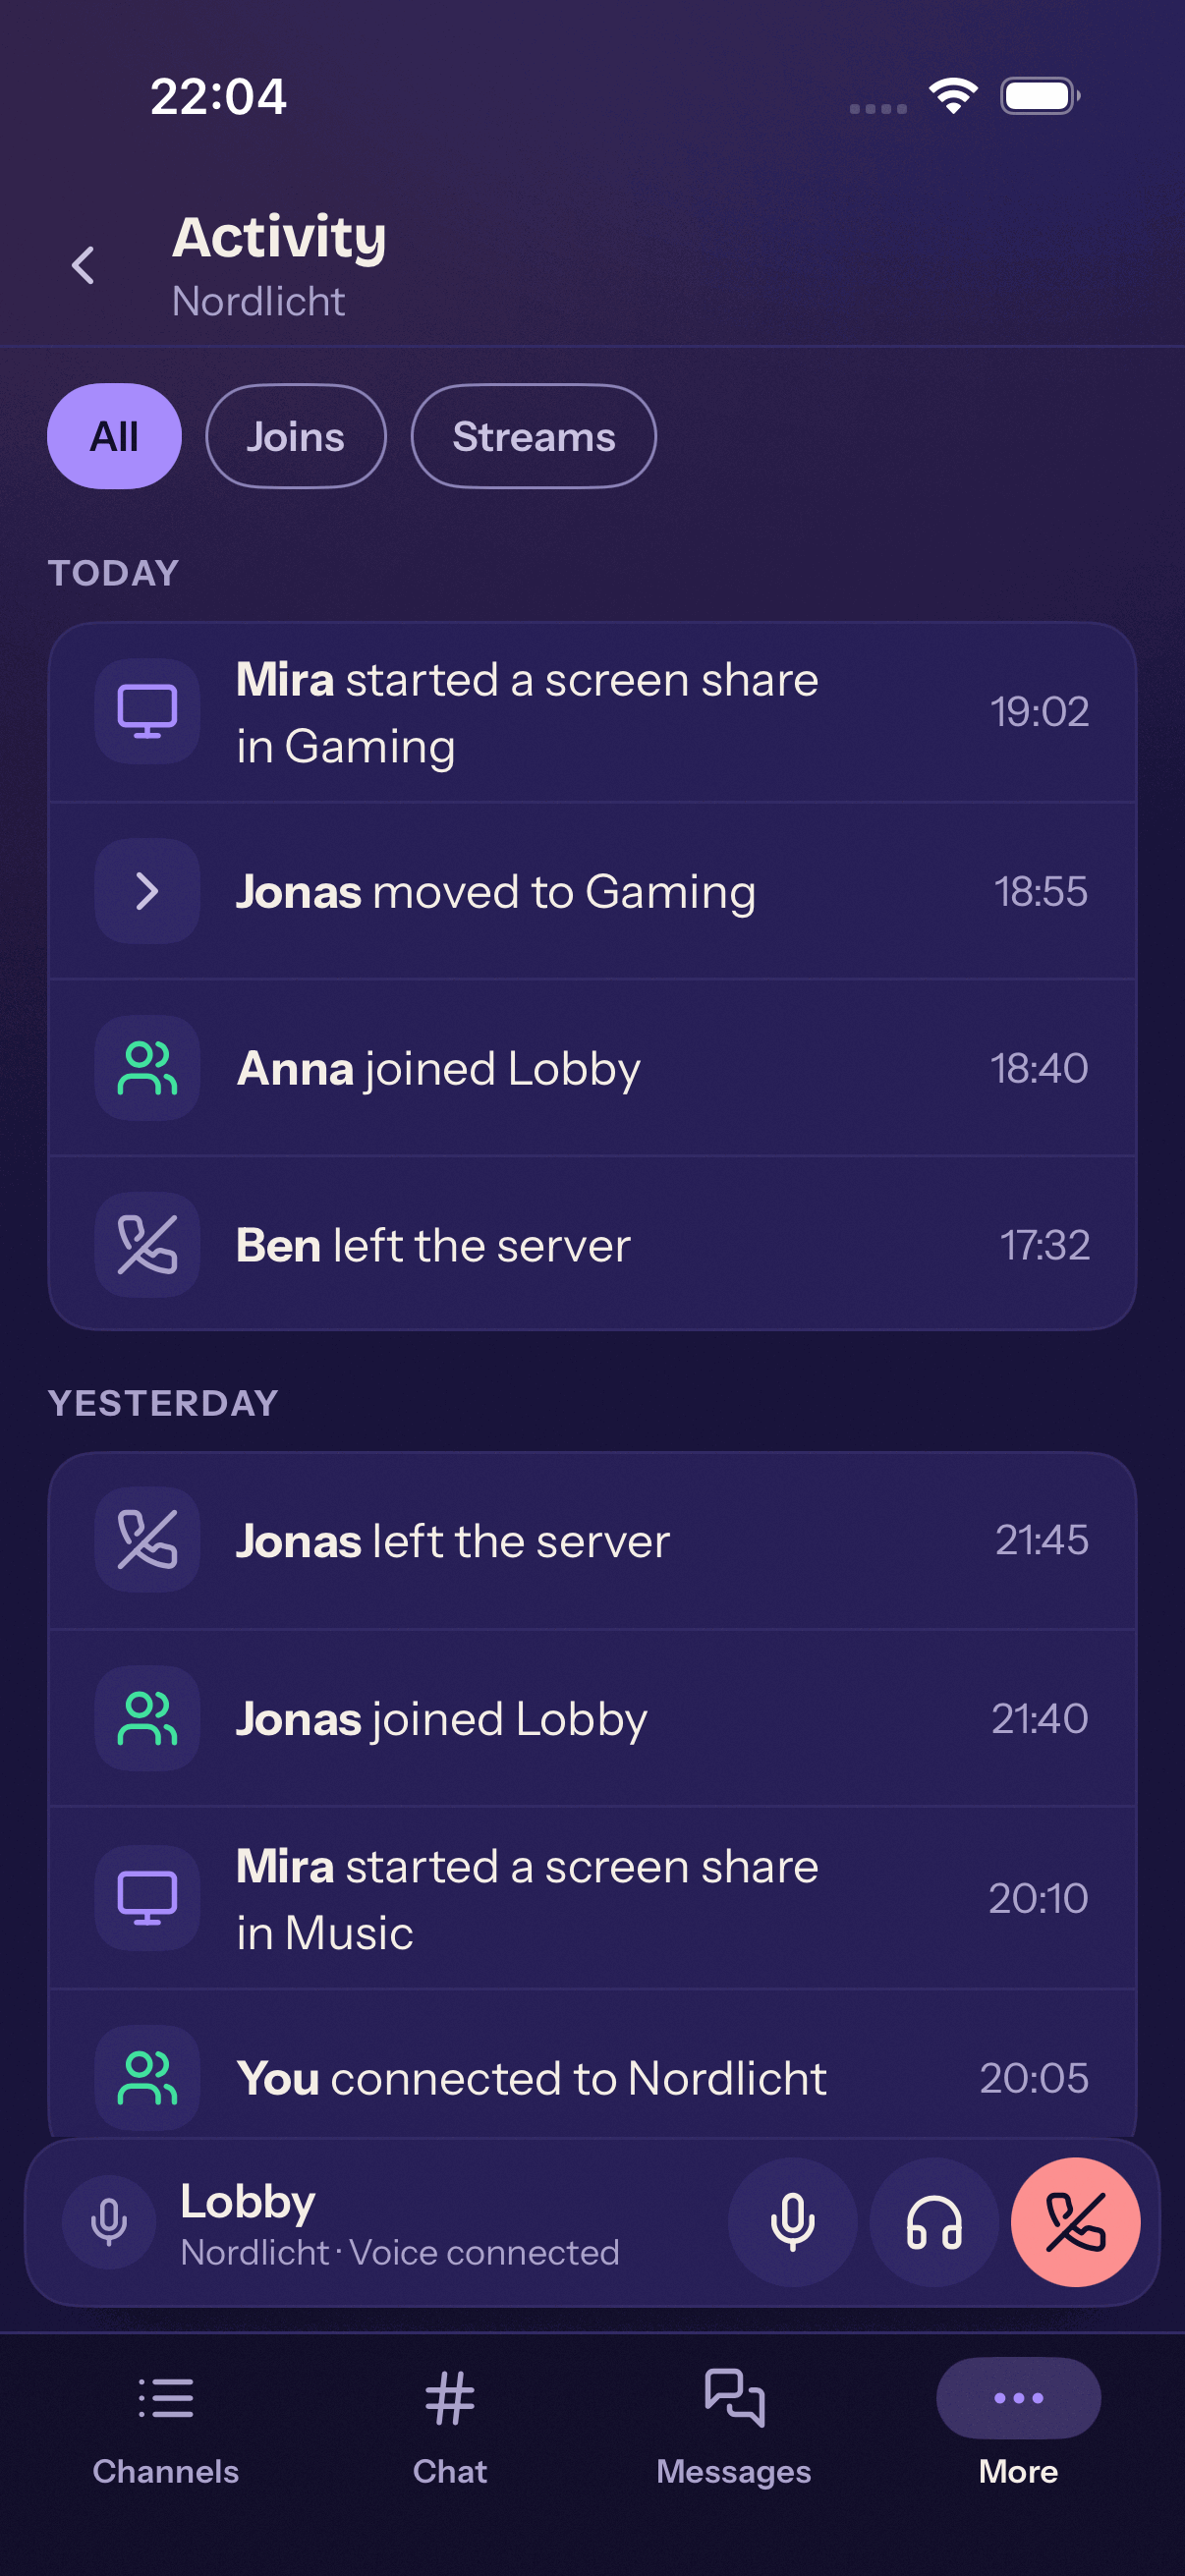 22:04
Activity
Nordlicht
All
Joins
Streams
TODAY
Mira started a screen share
in Gaming
19:02
Jonas moved to Gaming
18:55
Anna joined Lobby
18:40
Ben left the server
17:32
YESTERDAY
Jonas left the server
21:45
Jonas joined Lobby
21:40
Mira started a screen share
in Music
20:10
You connected to Nordlicht
20:05
Lobby
Nordlicht · Voice connected
Channels
Chat
Messages
More